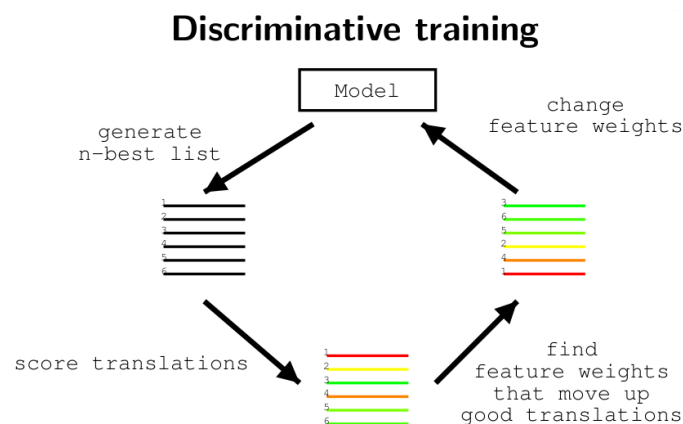 Discriminative training
Model
generate
n-best list
change
feature weights
1
2
3
4
5
6
3
6
5
2
4
1
score translations
1
2
3
4
5
6
find
feature weights
that move up
good translations